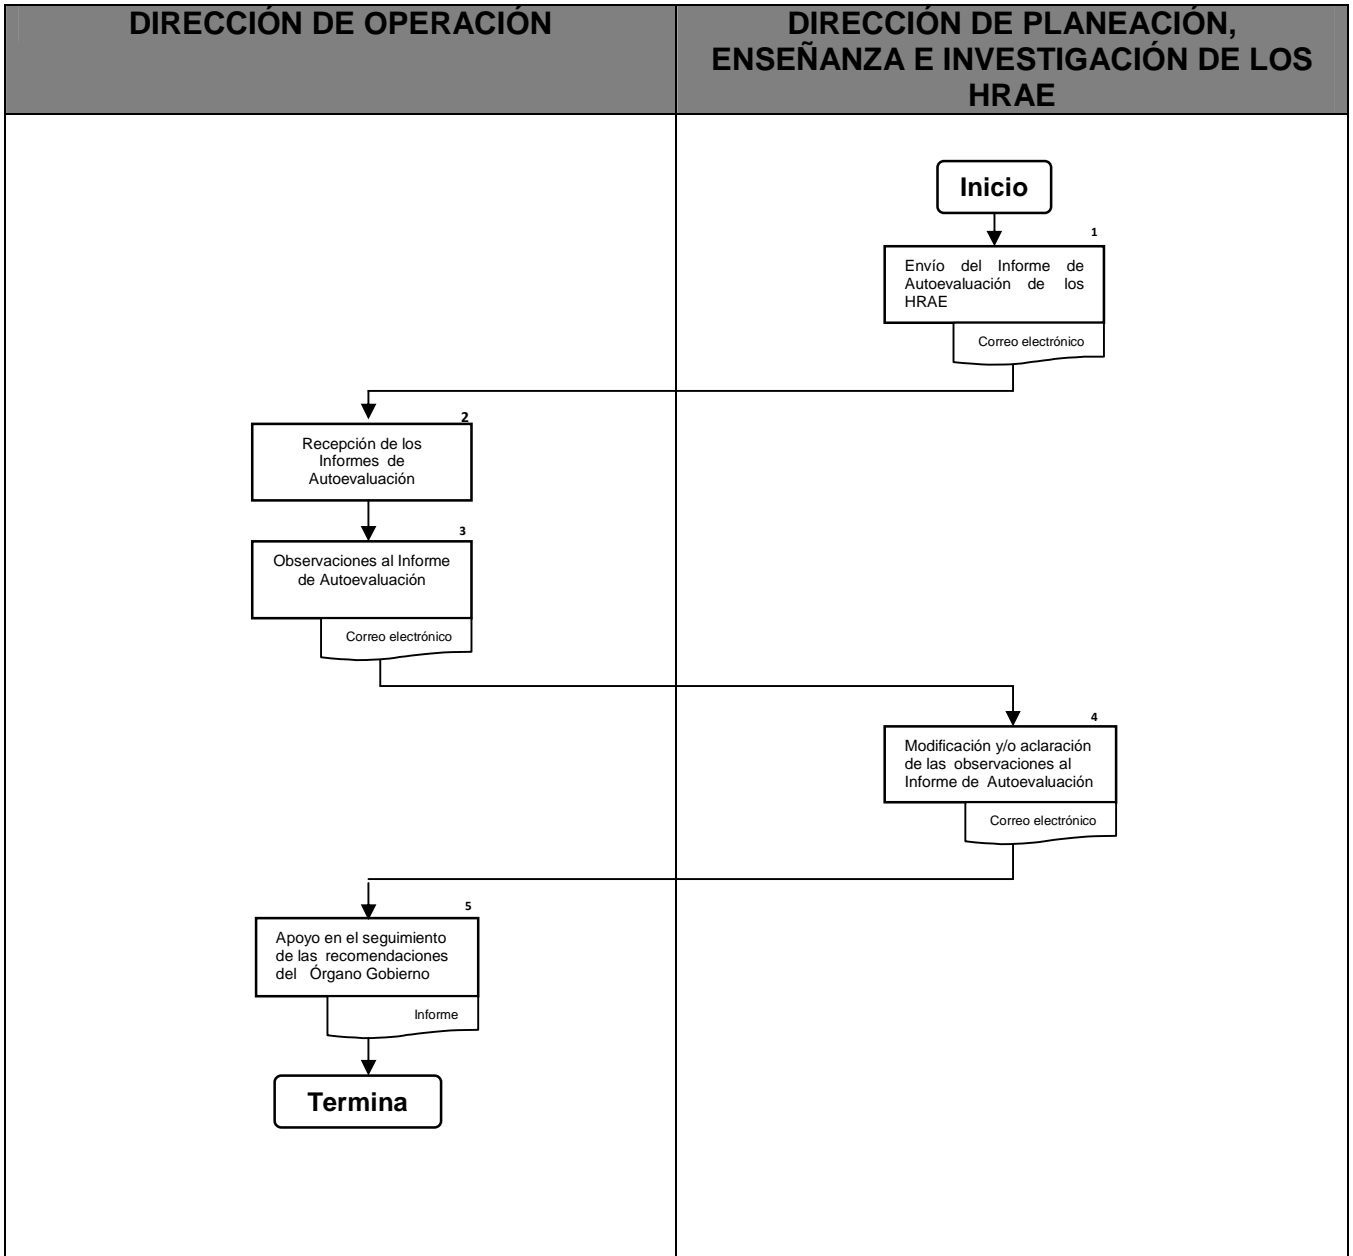 DIRECCIÓN DE OPERACIÓN
DIRECCIÓN DE PLANEACIÓN,
ENSEÑANZA E INVESTIGACIÓN DE LOS
HRAE
Inicio
1
Envío del Informe de
Autoevaluación de los
HRAE
Correo electrónico
2
Recepción de los
Informes de
Autoevaluación
3
Observaciones al Informe
de Autoevaluación
Correo electrónico
4
Modificación y/o aclaración
de las observaciones al
Informe de Autoevaluación
Correo electrónico
5
Apoyo en el seguimiento
de las recomendaciones
del Órgano Gobierno
Informe
Termina